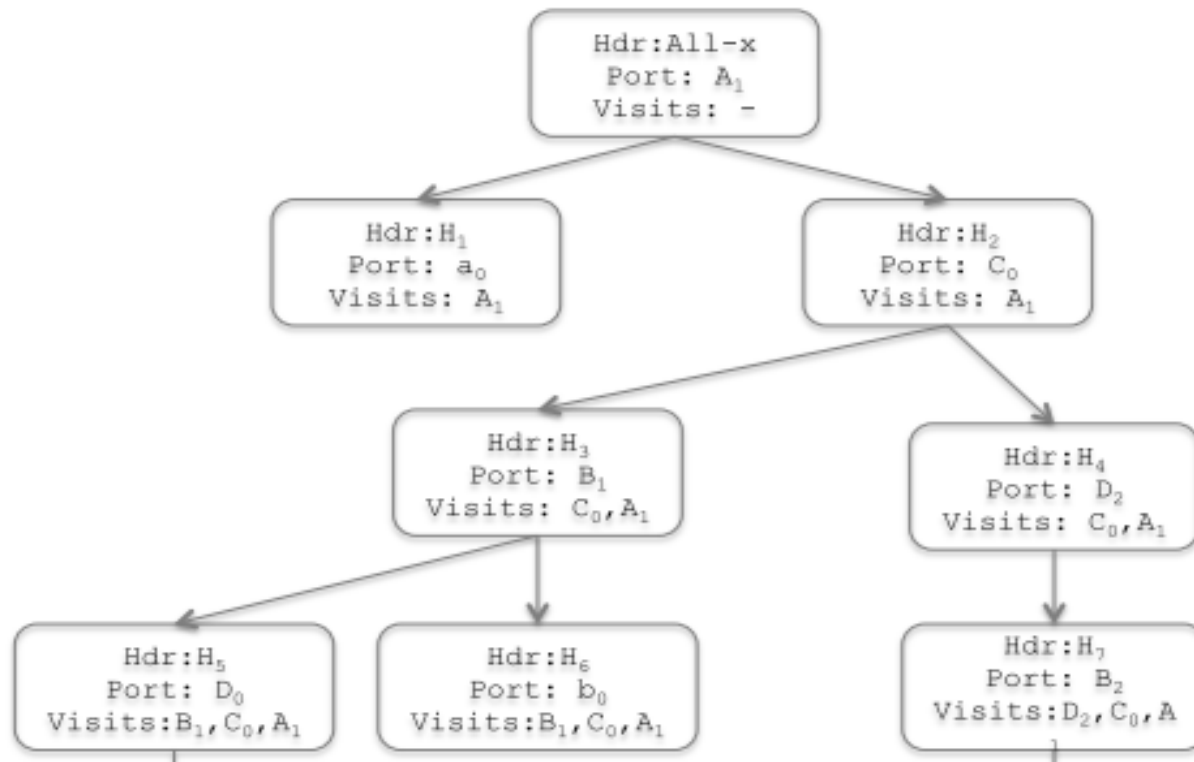 Hdr:All-x
Port: A₁
Visits: -
Hdr:H₁
Port: a₀
Visits: A₁
Hdr:H₂
Port: C₀
Visits: A₁
Hdr:H₃
Port: B₁
Visits: C₀,A₁
Hdr:H₄
Port: D₂
Visits: C₀,A₁
Hdr:H₅
Port: D₀
Visits:B₁,C₀,A₁
Hdr:H₆
Port: b₀
Visits:B₁,C₀,A₁
Hdr:H₇
Port: B₂
Visits:D₂,C₀,A
₁